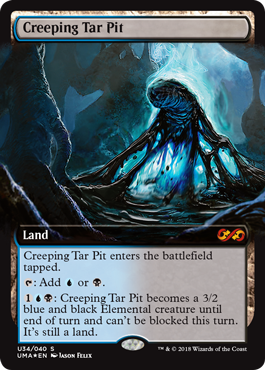 Creeping Tar Pit
Land
Creeping Tar Pit enters the battlefield
tapped.
: Add or .
1 : Creeping Tar Pit becomes a 3/2
blue and black Elemental creature until
end of turn and can't be blocked this turn.
It's still a land.
U34/040 S
UMA★EN Jason Felix
™ & © 2018 Wizards of the Coast